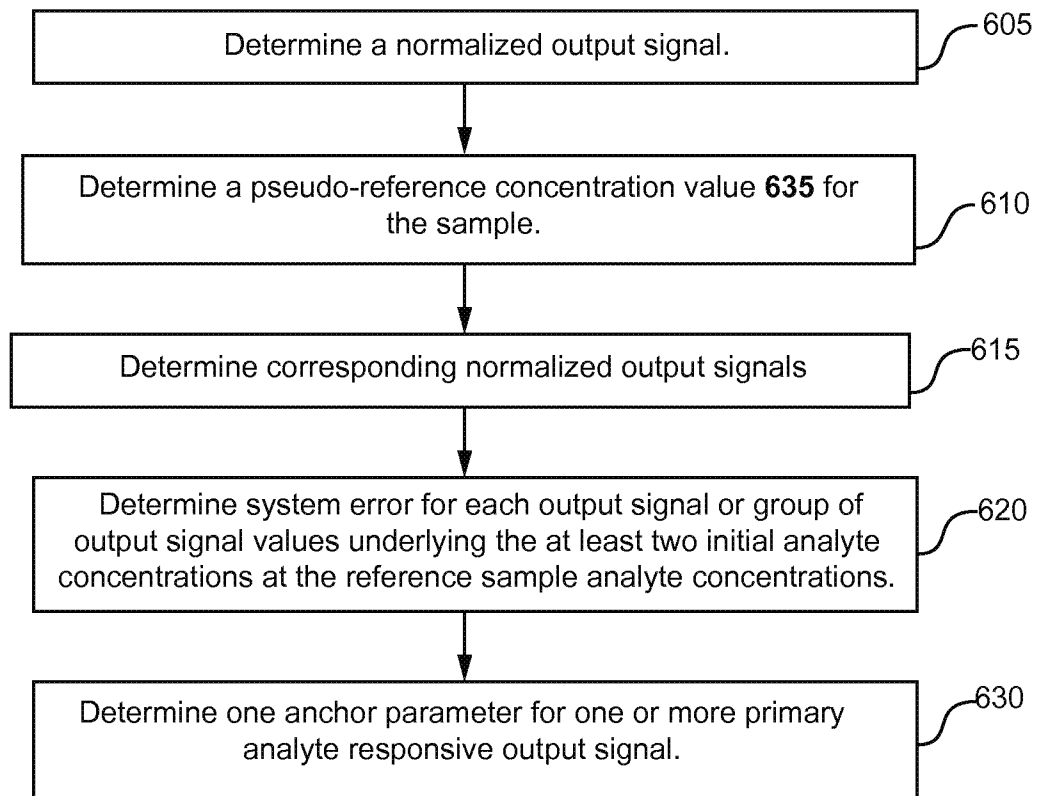 Determine a normalized output signal.
605
Determine a pseudo-reference concentration value 635 for
the sample.
610
Determine corresponding normalized output signals
615
Determine system error for each output signal or group of
output signal values underlying the at least two initial analyte
concentrations at the reference sample analyte concentrations.
620
Determine one anchor parameter for one or more primary
analyte responsive output signal.
630